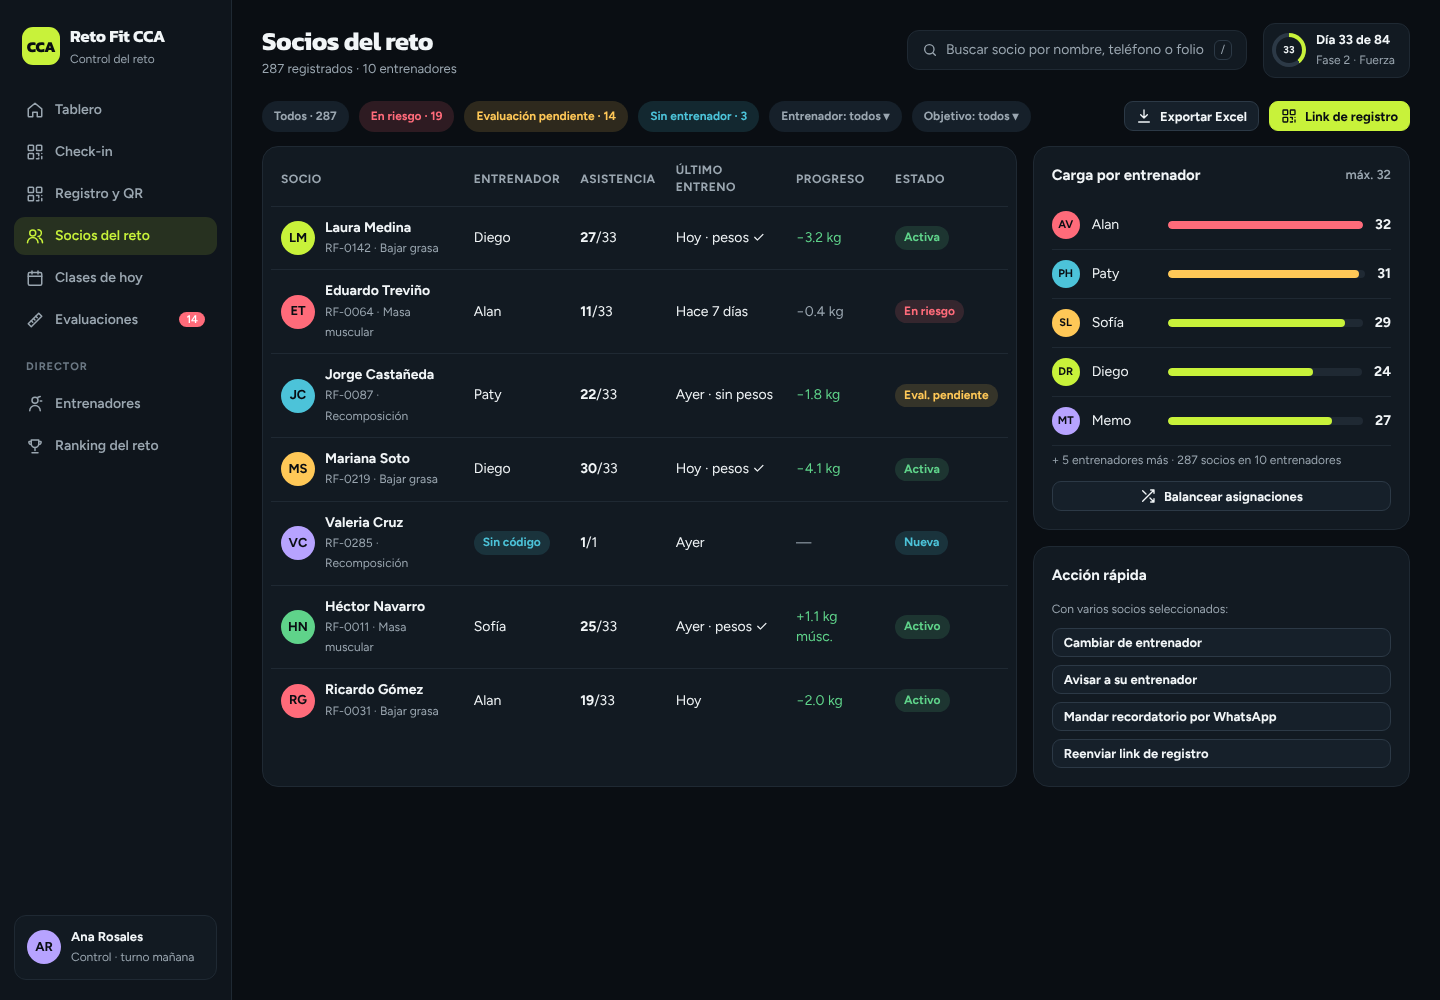 CCA
Reto Fit CCA
Control del reto
Tablero
Check-in
Registro y QR
Socios del reto
Clases de hoy
Evaluaciones 14
DIRECTOR
Entrenadores
Ranking del reto
AR
Ana Rosales
Control · turno mañana
Socios del reto
287 registrados · 10 entrenadores
Buscar socio por nombre, teléfono o folio /
33
Día 33 de 84
Fase 2 · Fuerza
Todos · 287 En riesgo · 19 Evaluación pendiente · 14 Sin entrenador · 3 Entrenador: todos ▾ Objetivo: todos ▾
Exportar Excel Link de registro
SOCIO ENTRENADOR ASISTENCIA ÚLTIMO ENTRENO PROGRESO ESTADO
LM Laura Medina
RF-0142 · Bajar grasa
Diego 27/33 Hoy · pesos ✓ −3.2 kg Activa
ET Eduardo Treviño
RF-0064 · Masa
muscular
Alan 11/33 Hace 7 días −0.4 kg En riesgo
JC Jorge Castañeda
RF-0087 ·
Recomposición
Paty 22/33 Ayer · sin pesos −1.8 kg Eval. pendiente
MS Mariana Soto
RF-0219 · Bajar grasa
Diego 30/33 Hoy · pesos ✓ −4.1 kg Activa
VC Valeria Cruz
RF-0285 ·
Recomposición
Sin código 1/1 Ayer — Nueva
HN Héctor Navarro
RF-0011 · Masa
muscular
Sofía 25/33 Ayer · pesos ✓ +1.1 kg
músc.
Activo
RG Ricardo Gómez
RF-0031 · Bajar grasa
Alan 19/33 Hoy −2.0 kg Activo
Carga por entrenador máx. 32
AV Alan 32
PH Paty 31
SL Sofía 29
DR Diego 24
MT Memo 27
+ 5 entrenadores más · 287 socios en 10 entrenadores
Balancear asignaciones
Acción rápida
Con varios socios seleccionados:
Cambiar de entrenador
Avisar a su entrenador
Mandar recordatorio por WhatsApp
Reenviar link de registro